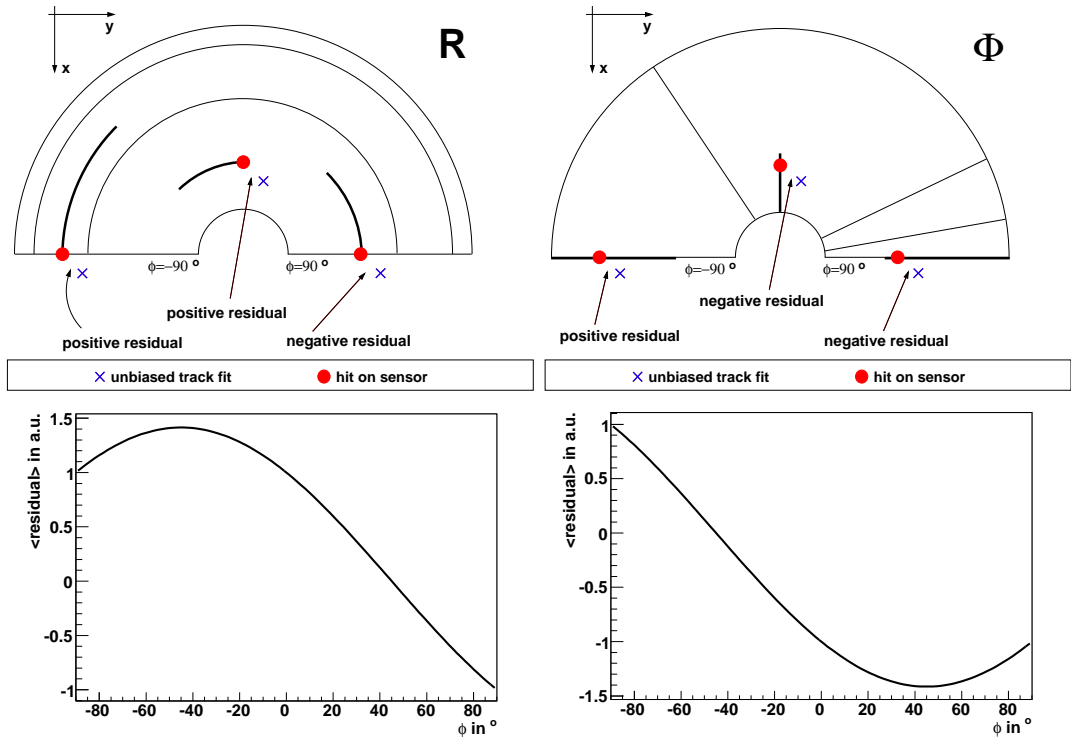 y
R
x
ϕ=−90 º
ϕ=90 º
positive residual
positive residual
negative residual
× unbiased track fit
hit on sensor
y
Φ
x
ϕ=−90 º
ϕ=90 º
negative residual
positive residual
negative residual
× unbiased track fit
hit on sensor
<residual> in a.u.
1.5
1
0.5
0
-0.5
-1
-80 -60 -40 -20 0 20 40 60 80
ϕ in º
<residual> in a.u.
1
0.5
0
-0.5
-1
-1.5
-80 -60 -40 -20 0 20 40 60 80
ϕ in º